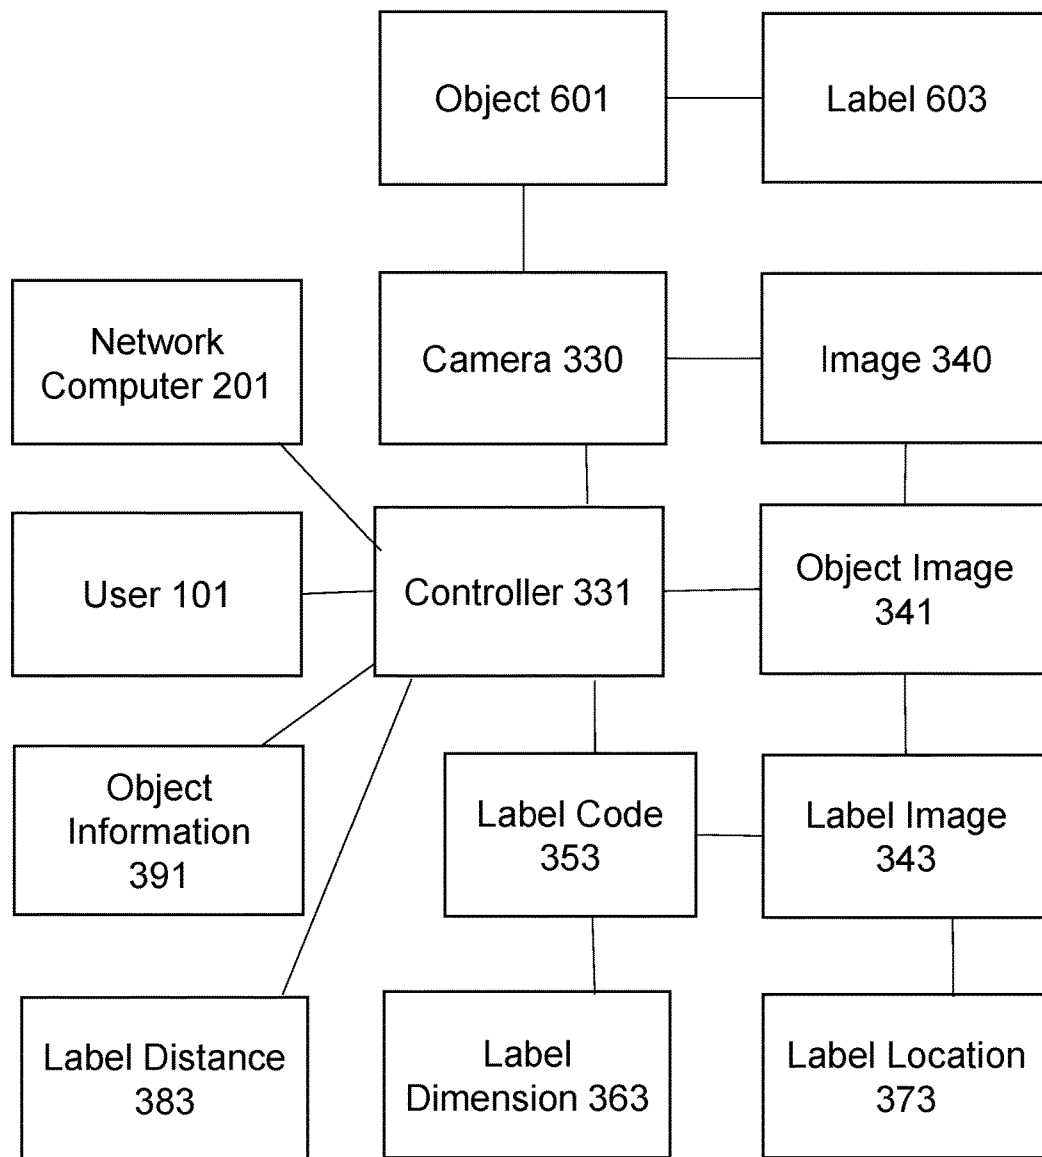 Object 601
Label 603
Network
Computer 201
Camera 330
Image 340
User 101
Controller 331
Object Image
341
Object
Information
391
Label Code
353
Label Image
343
Label Distance
383
Label
Dimension 363
Label Location
373